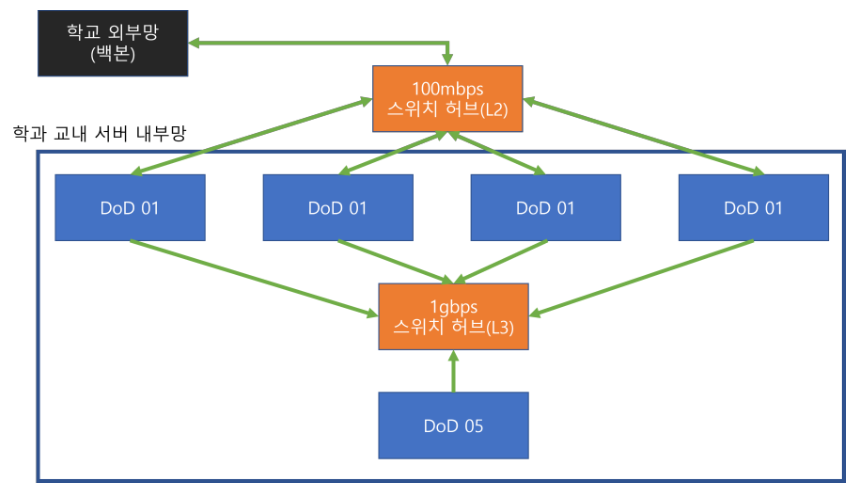 학교 외부망
(백본)
100mbps
스위치 허브(L2)
학과 교내 서버 내부망
DoD 01
DoD 01
DoD 01
DoD 01
1gbps
스위치 허브(L3)
DoD 05